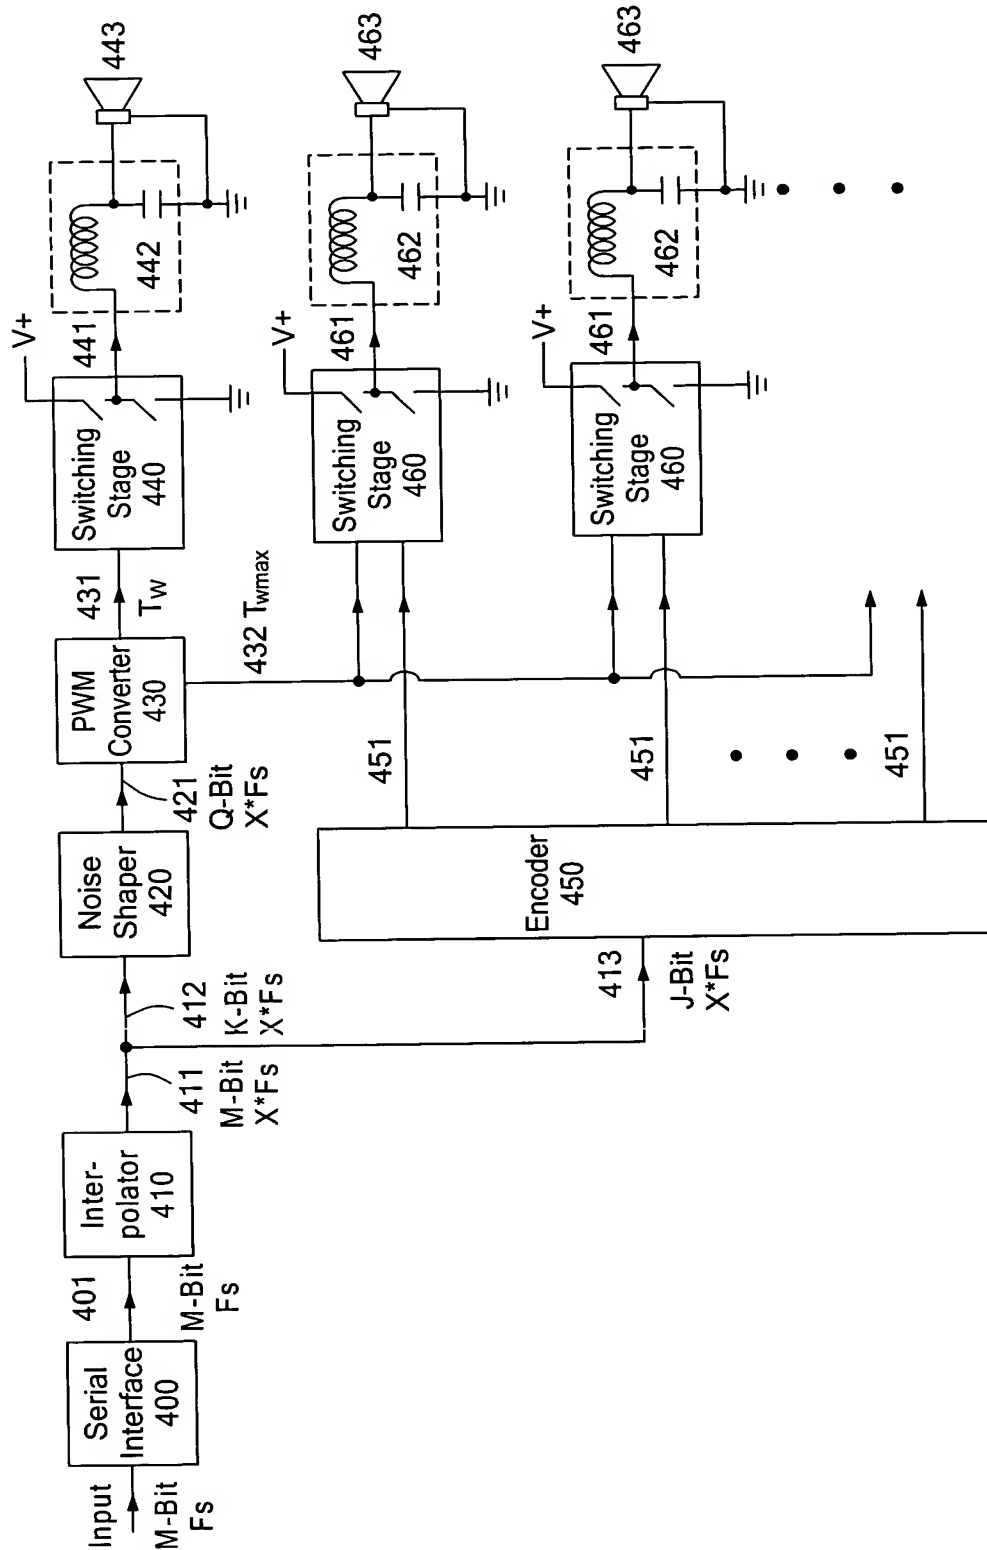 Input
M-Bit
Fs
Serial
Interface
400
401
M-Bit
Fs
Inter-
polator
410
411
M-Bit
X*Fs
412
K-Bit
X*Fs
Noise
Shaper
420
421
Q-Bit
X*Fs
PWM
Converter
430
431
Tw
432 Twmax
Switching
Stage
440
V+
441
442
443
413
J-Bit
X*Fs
Encoder
450
451
Switching
Stage
460
V+
461
462
463
451
Switching
Stage
460
V+
461
462
463
451